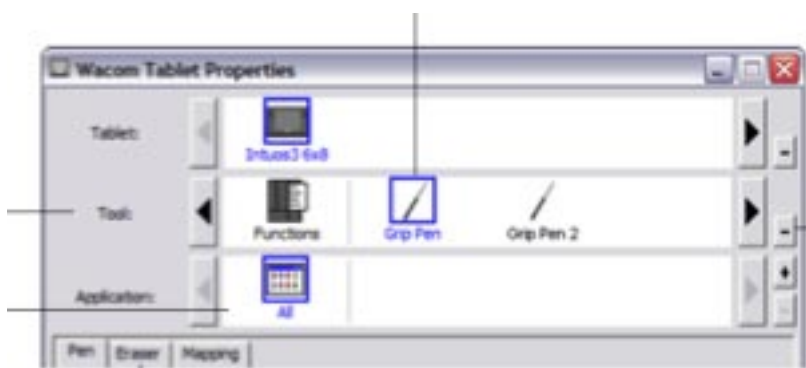 Wacom Tablet Properties
Tablet:
Intuos3 6x8
Tool:
Functions
Grip Pen
Grip Pen 2
Application:
All
Pen Eraser Mapping